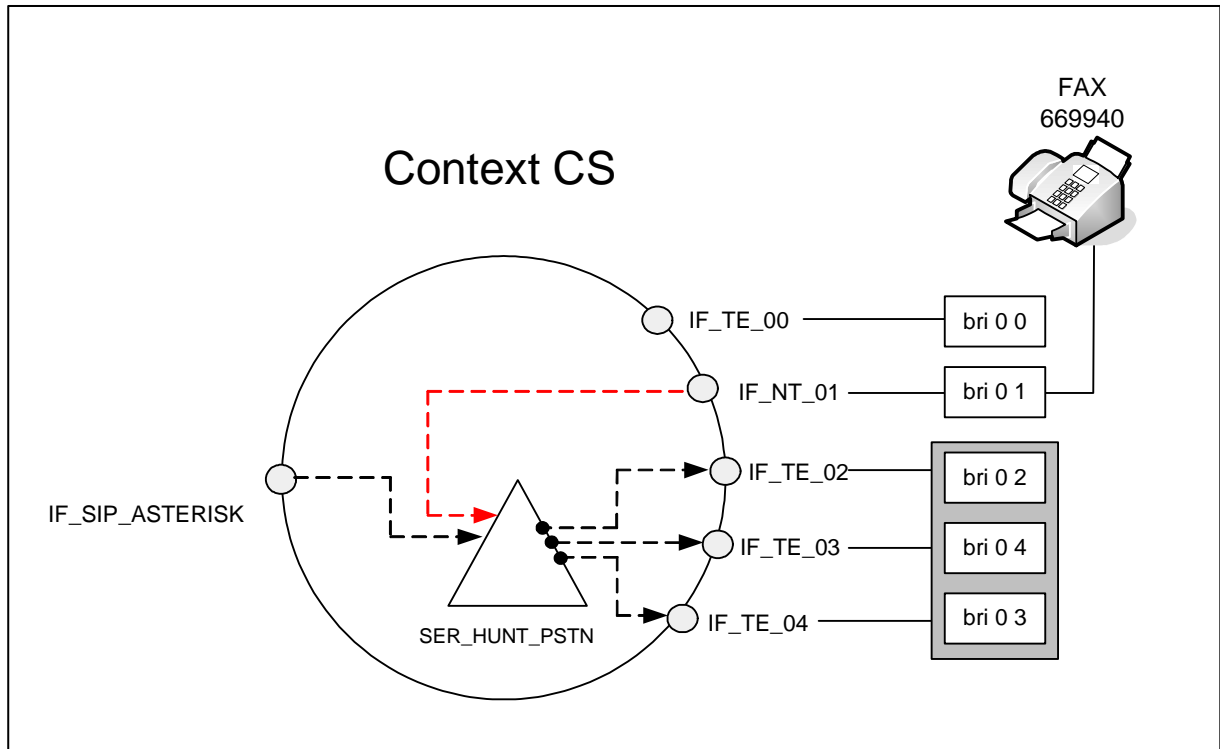 FAX
669940
Context CS
IF_TE_00
bri 0 0
IF_NT_01
bri 0 1
IF_TE_02
bri 0 2
IF_SIP_ASTERISK
IF_TE_03
bri 0 4
IF_TE_04
bri 0 3
SER_HUNT_PSTN